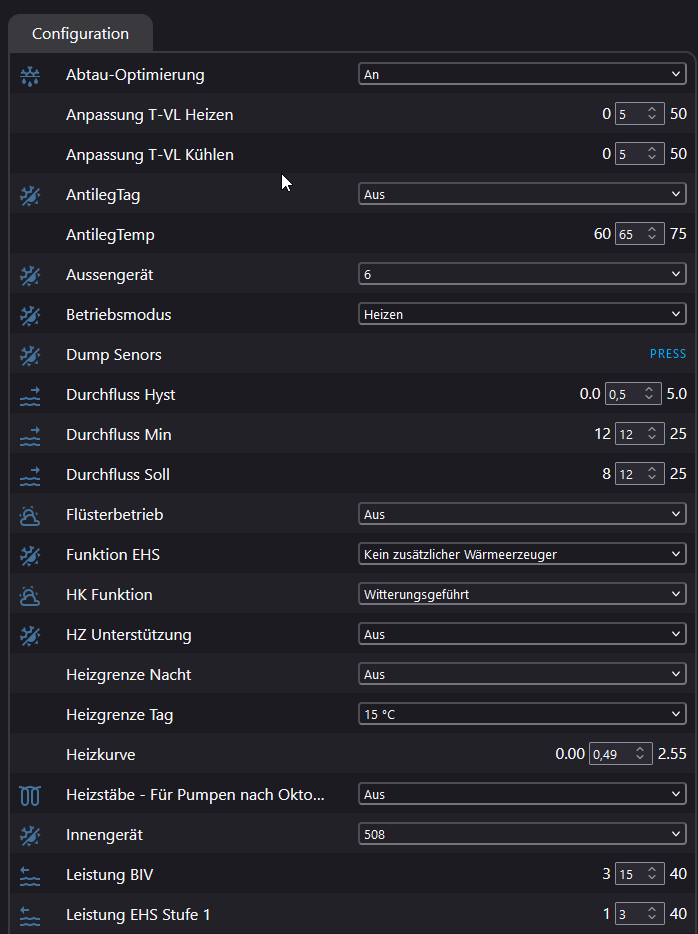 Configuration
Abtau-Optimierung An
Anpassung T-VL Heizen 0 5 50
Anpassung T-VL Kühlen 0 5 50
AntilegTag Aus
AntilegTemp 60 65 75
Aussengerät 6
Betriebsmodus Heizen
Dump Senors PRESS
Durchfluss Hyst 0.0 0,5 5.0
Durchfluss Min 12 12 25
Durchfluss Soll 8 12 25
Flüsterbetrieb Aus
Funktion EHS Kein zusätzlicher Wärmeerzeuger
HK Funktion Witterungsgeführt
HZ Unterstützung Aus
Heizgrenze Nacht Aus
Heizgrenze Tag 15 °C
Heizkurve 0.00 0,49 2.55
Heizstäbe - Für Pumpen nach Okto... Aus
Innengerät 508
Leistung BIV 3 15 40
Leistung EHS Stufe 1 1 3 40